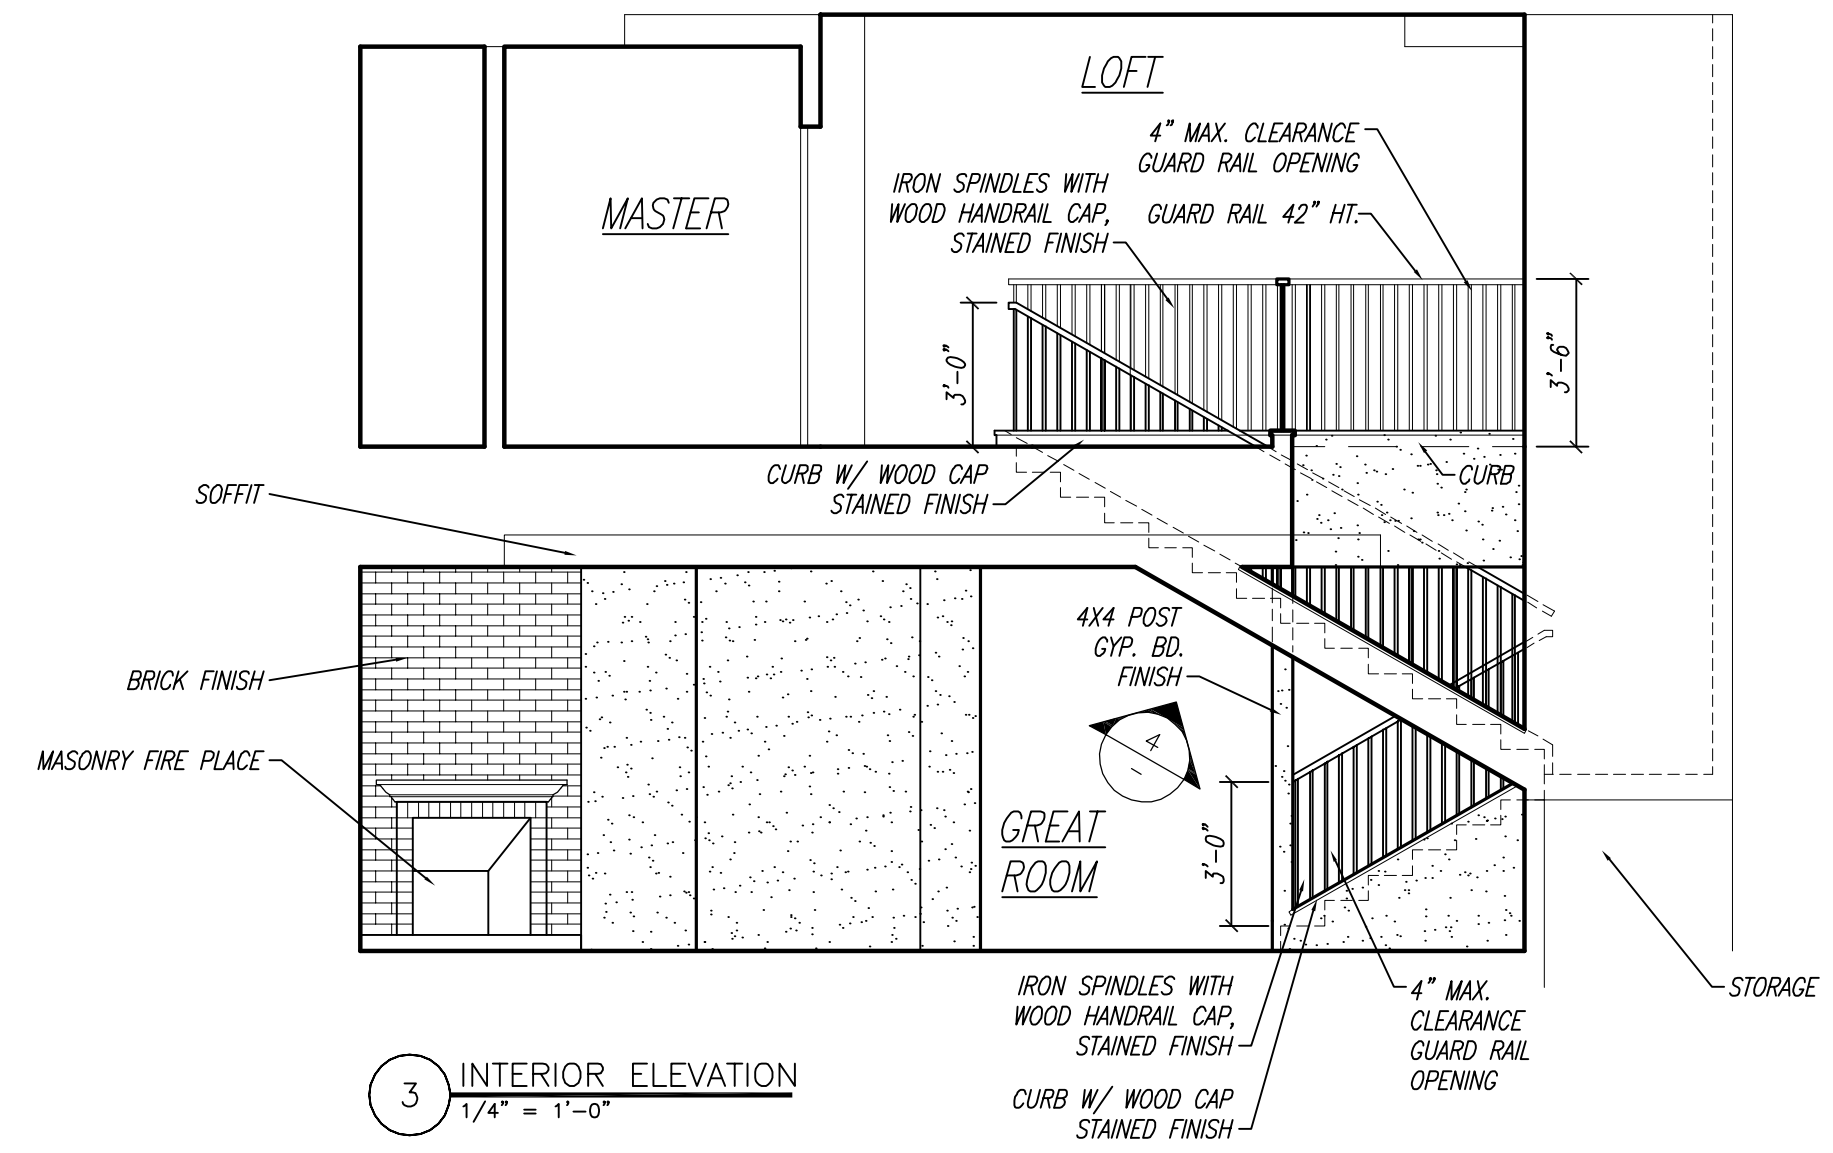 LOFT
4" MAX. CLEARANCE
GUARD RAIL OPENING
IRON SPINDLES WITH
WOOD HANDRAIL CAP,
STAINED FINISH
GUARD RAIL 42" HT.
MASTER
3'-0"
3'-6"
CURB W/ WOOD CAP
STAINED FINISH
CURB
SOFFIT
4X4 POST
GYP. BD.
FINISH
BRICK FINISH
MASONRY FIRE PLACE
4
-
GREAT
ROOM
3'-0"
IRON SPINDLES WITH
WOOD HANDRAIL CAP,
STAINED FINISH
4" MAX.
CLEARANCE
GUARD RAIL
OPENING
STORAGE
CURB W/ WOOD CAP
STAINED FINISH
3
INTERIOR ELEVATION
1/4" = 1'-0"